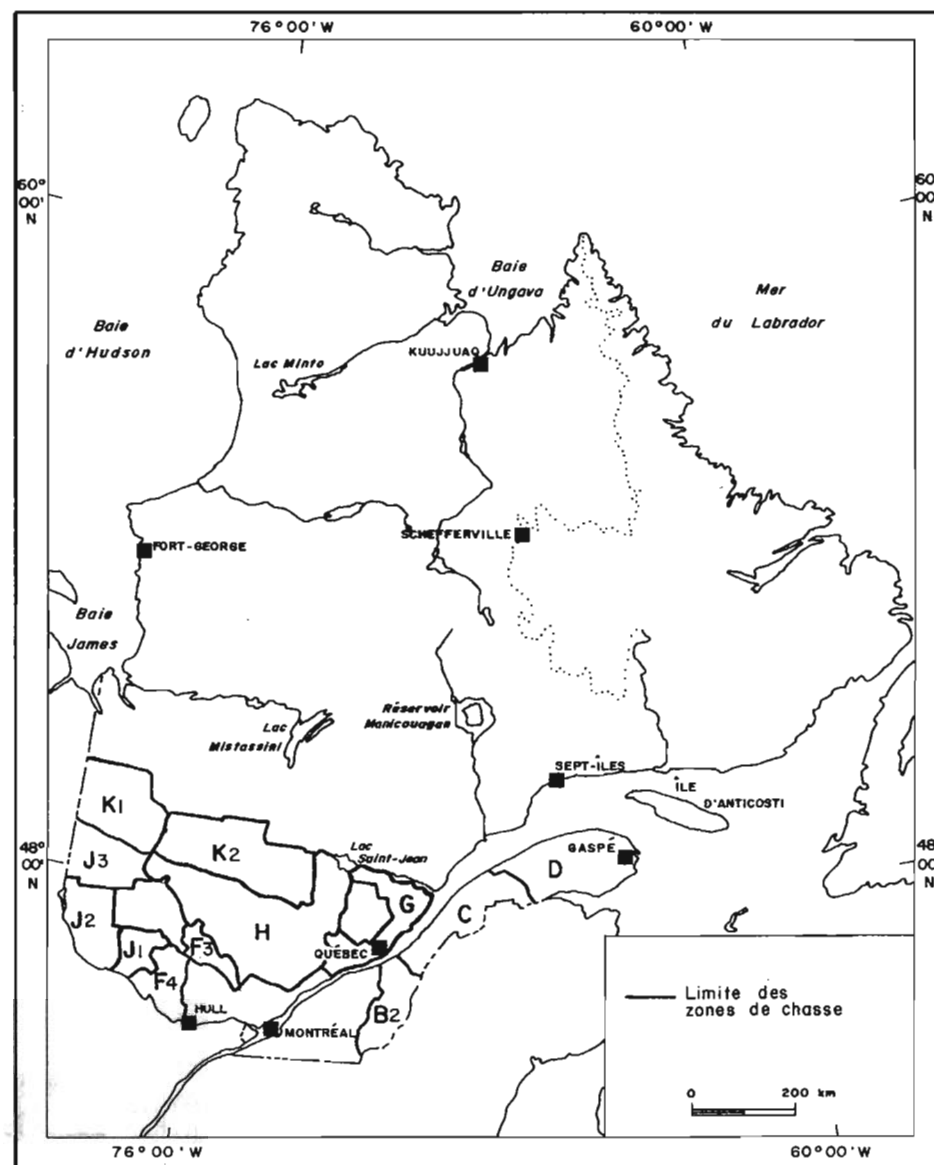 76°00' W
60°00' W
60°
00'
N
60
00
N
Baie
d'Ungava
Mer
du Labrador
Baie
d'Hudson
Lac Minto
KUUJJUAQ
SCHEFFERVILLE
FORT-GEORGE
Baie
James
Réservoir
Manicouagan
Lac
Mistassini
SEPT-ÎLES
ÎLE
D'ANTICOSTI
K1
K2
Lac
Saint-Jean
GASPÉ
48°
00'
N
48
00
N
J3
D
G
C
J2
H
J1
F3
QUÉBEC
F4
HULL
B2
MONTRÉAL
Limite des
zones de chasse
0 200 km
76°00' W
60°00' W